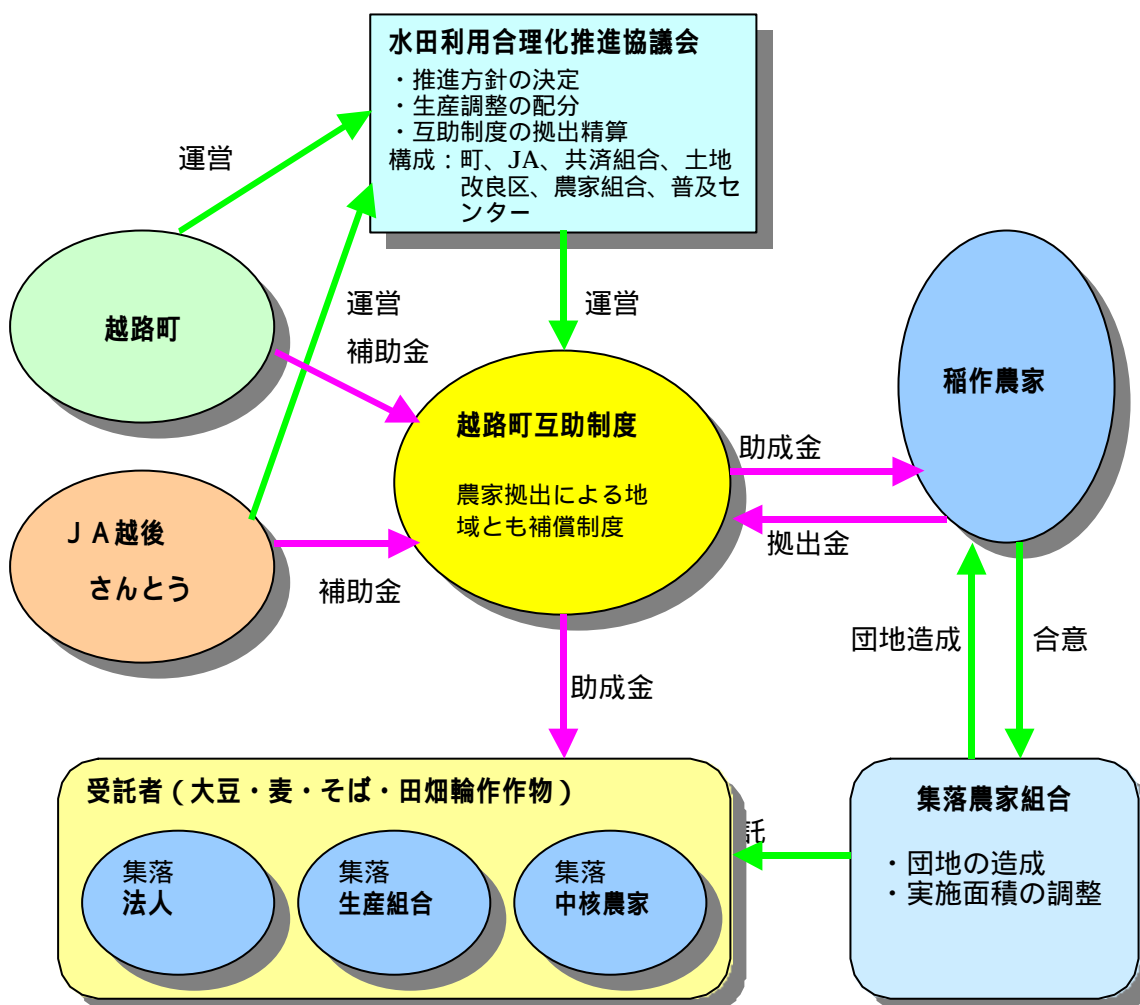 水田利用合理化推進協議会
・推進方針の決定
・生産調整の配分
・互助制度の拠出精算
構成：町、JA、共済組合、土地
改良区、農家組合、普及セ
ンター
運営
越路町
運営
補助金
運営
稲作農家
越路町互助制度
農家拠出による地
域とも補償制度
助成金
拠出金
ＪＡ越後
さんとう
補助金
団地造成
合意
助成金
受託者（大豆・麦・そば・田畑輪作作物）
集落
法人
集落
生産組合
集落
中核農家
託
集落農家組合
・団地の造成
・実施面積の調整